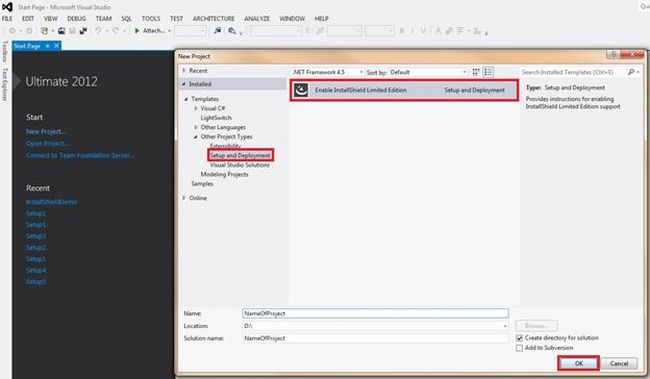 Start Page - Microsoft Visual Studio
Qui
FILE EDIT VIEW DEBUG TEAM SQL TOOLS TEST ARCHITECTURE ANALYZE WINDOW HELP
Attach...
Toolbox
Test Explorer
Start Page
Ultimate 2012
Start
New Project...
Open Project...
Connect to Team Foundation Server...
Recent
InstallShieldDemo
Setup1
Setup1
Setup3
Setup2
Setup1
Setup4
Setup3
New Project
Recent
.NET Framework 4.5
Sort by: Default
Search Installed Templates (Ctrl+E)
Installed
Templates
Visual C#
LightSwitch
Other Languages
Other Project Types
Extensibility
Setup and Deployment
Visual Studio Solutions
Modeling Projects
Samples
Online
Enable InstallShield Limited Edition Setup and Deployment
Type: Setup and Deployment
Provides instructions for enabling
InstallShield Limited Edition support
Name: NameOfProject
Location: D:\
Browse...
Solution name: NameOfProject
Create directory for solution
Add to Subversion
OK Cancel